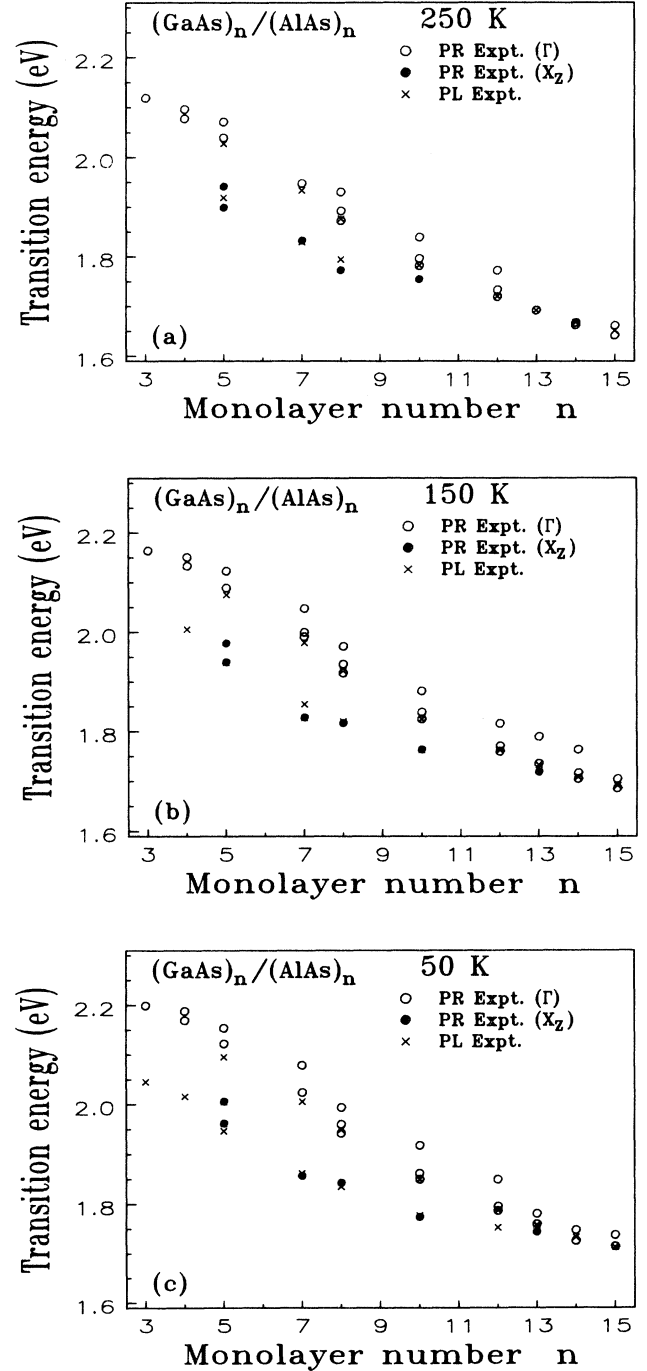 (GaAs)n/(AlAs)n 250 K
PR Expt. (Γ)
PR Expt. (XZ)
PL Expt.
Transition energy (eV)
2.2
2.0
1.8
1.6
(a)
3 5 7 9 11 13 15
Monolayer number n
(GaAs)n/(AlAs)n 150 K
PR Expt. (Γ)
PR Expt. (XZ)
PL Expt.
Transition energy (eV)
2.2
2.0
1.8
1.6
(b)
3 5 7 9 11 13 15
Monolayer number n
(GaAs)n/(AlAs)n 50 K
PR Expt. (Γ)
PR Expt. (XZ)
PL Expt.
Transition energy (eV)
2.2
2.0
1.8
1.6
(c)
3 5 7 9 11 13 15
Monolayer number n